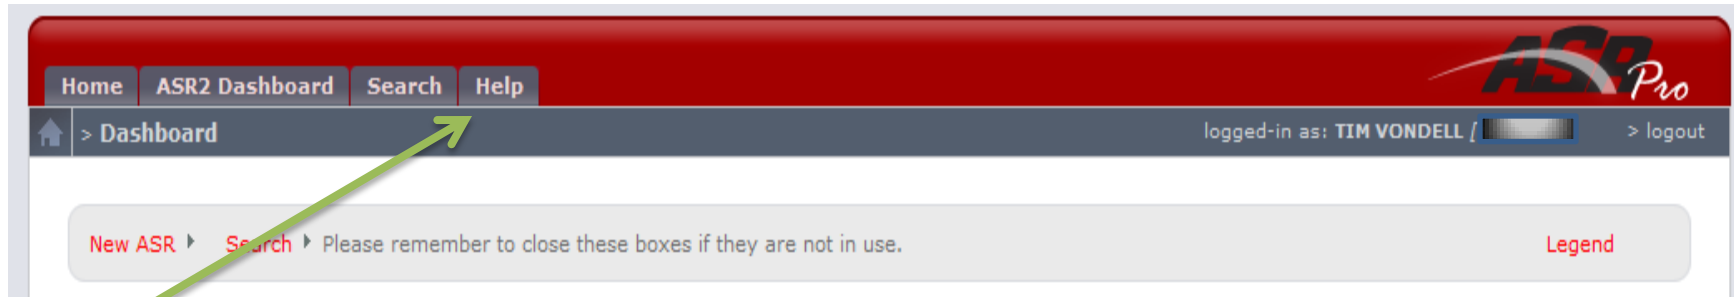 ASR Pro
Home ASR2 Dashboard Search Help
> Dashboard logged-in as: TIM VONDELL [ > logout
New ASR Search Please remember to close these boxes if they are not in use. Legend